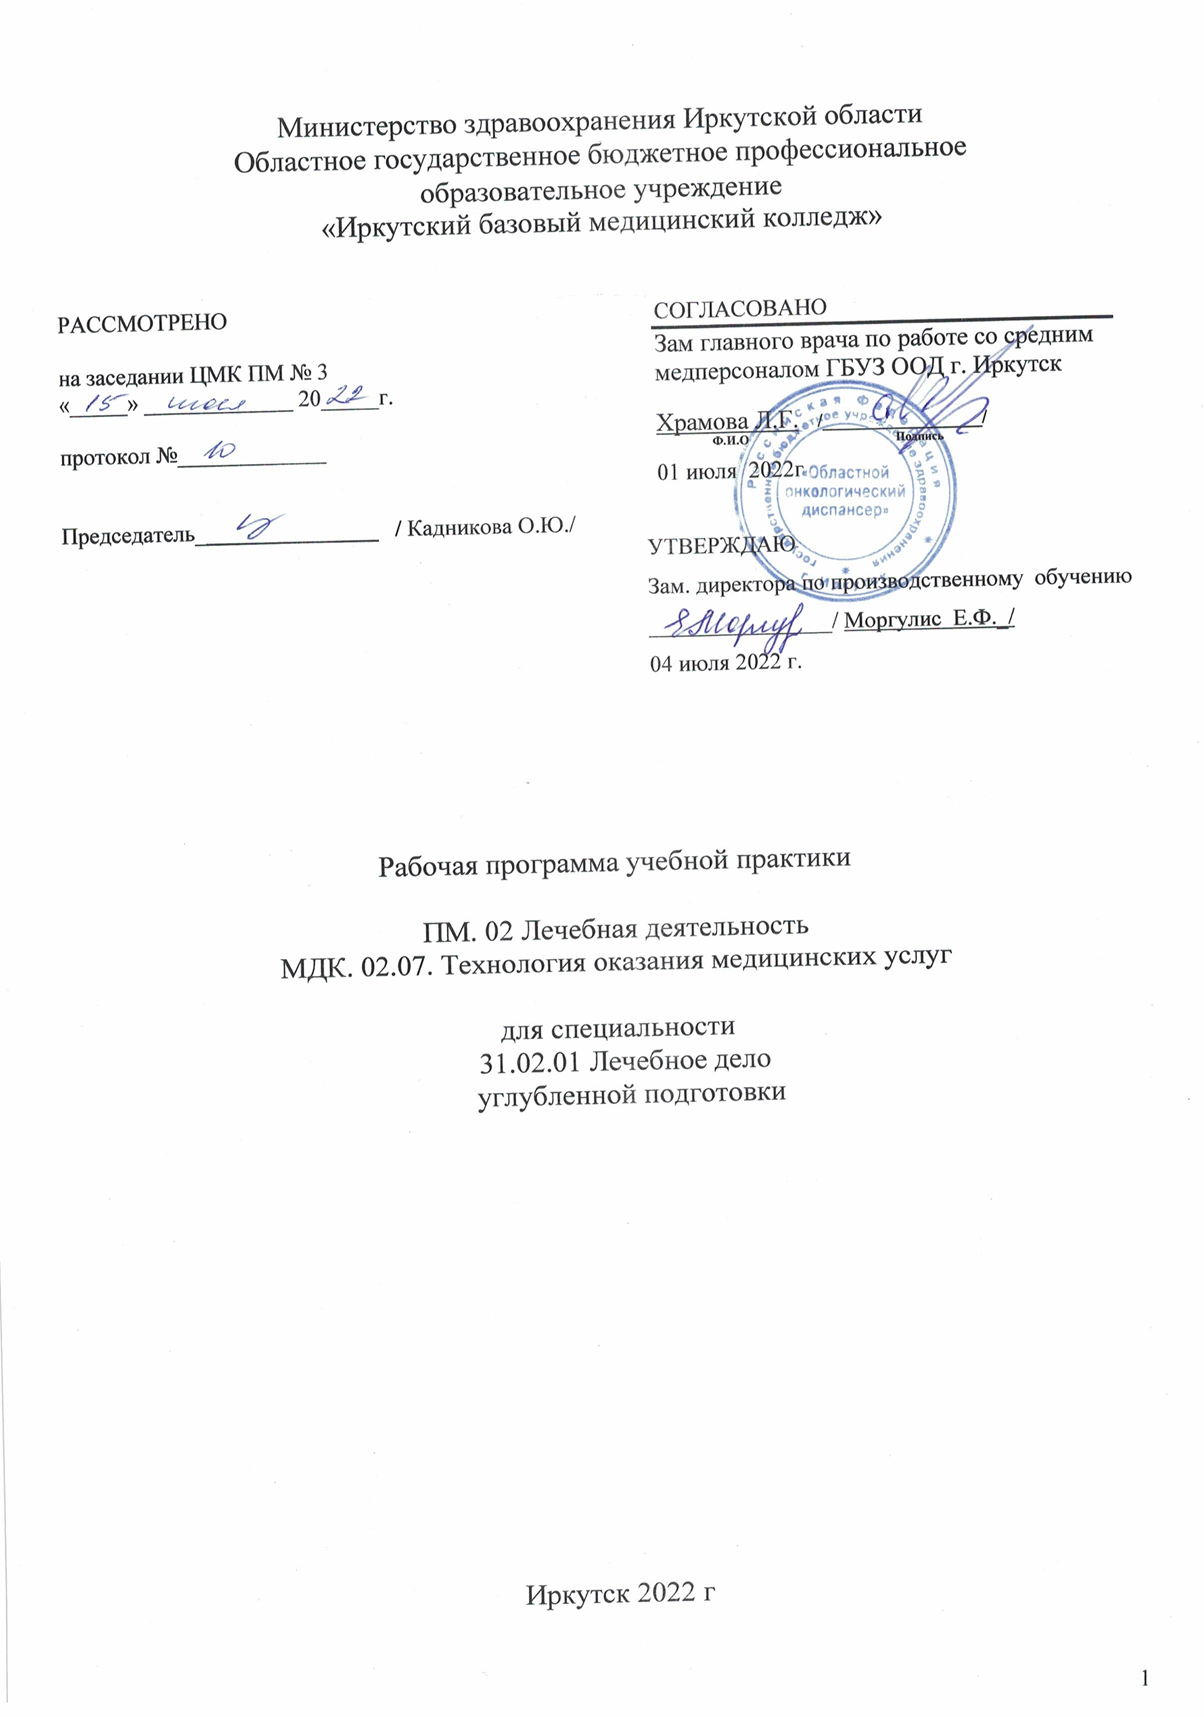 Министерство здравоохранения Иркутской области
Областное государственное бюджетное профессиональное
образовательное учреждение
«Иркутский базовый медицинский колледж»
РАССМОТРЕНО
на заседании ЦМК ПМ № 3
«15» 2022г.
протокол № 10
Председатель / Кадникова О.Ю./
СОГЛАСОВАНО
Зам главного врача по работе со средним
медперсоналом ГБУЗ ООД г. Иркутск
Храмова Л.Г. / /
Ф.И.О Подпись
01 июля 2022г
Российская Федерация
«Областной
онкологический
диспансер»
УТВЕРЖДАЮ
Зам. директора по производственному обучению
/ Моргулис Е.Ф._/
04 июля 2022 г.
Рабочая программа учебной практики
ПМ. 02 Лечебная деятельность
МДК. 02.07. Технология оказания медицинских услуг
для специальности
31.02.01 Лечебное дело
углубленной подготовки
Иркутск 2022 г
1